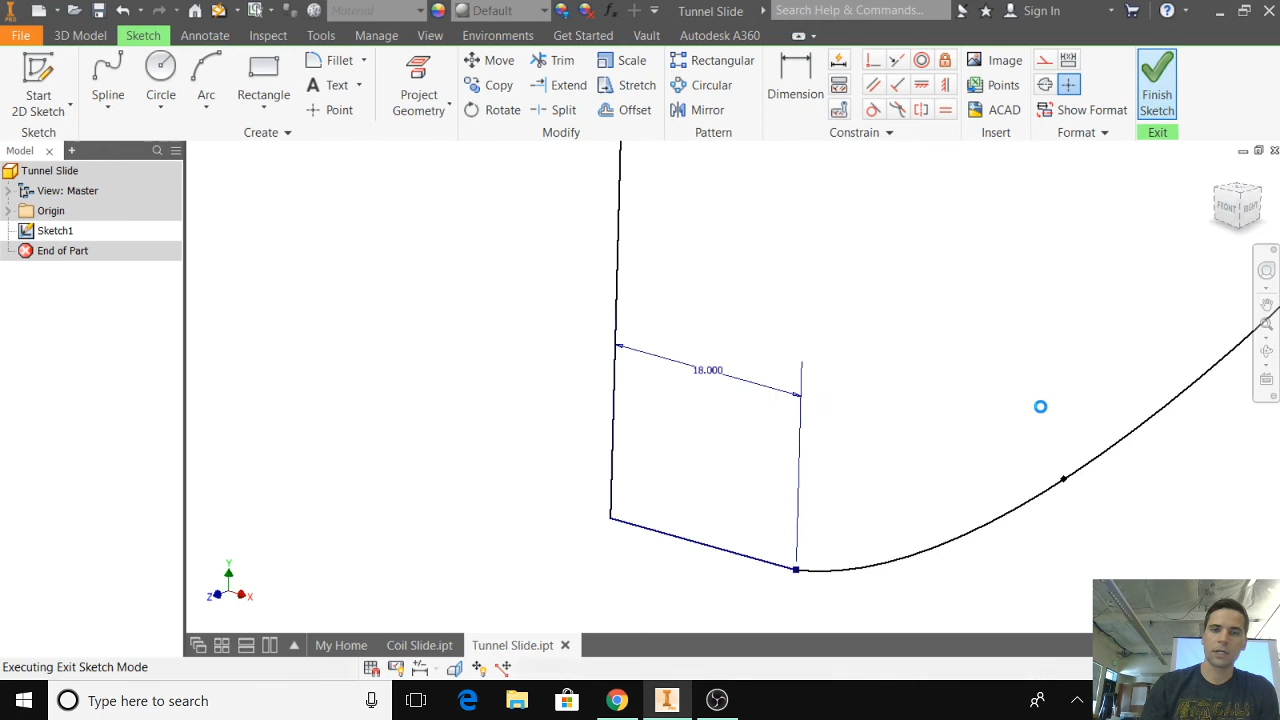 Material
Default
Tunnel Slide
Search Help & Commands...
Sign In
PRO
File
3D Model
Sketch
Annotate
Inspect
Tools
Manage
View
Environments
Get Started
Vault
Autodesk A360
Start
2D Sketch
Spline
Circle
Arc
Rectangle
Fillet
Text
Point
Project
Geometry
Move
Trim
Scale
Copy
Extend
Stretch
Rotate
Split
Offset
Rectangular
Circular
Mirror
Dimension
Image
Points
ACAD
Show Format
Finish
Sketch
Sketch
Create
Modify
Pattern
Constrain
Insert
Format
Exit
Model
Tunnel Slide
View: Master
Origin
Sketch1
End of Part
FRONT
RIGHT
18.000
Y
Z
X
My Home
Coil Slide.ipt
Tunnel Slide.ipt
Executing Exit Sketch Mode
Type here to search